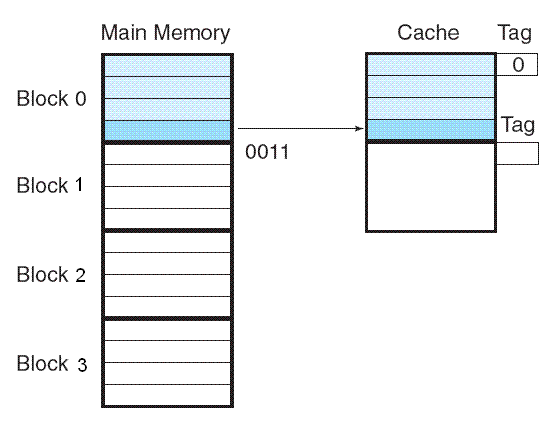 Main Memory Cache Tag
0
Block 0
Tag
0011
Block 1
Block 2
Block 3